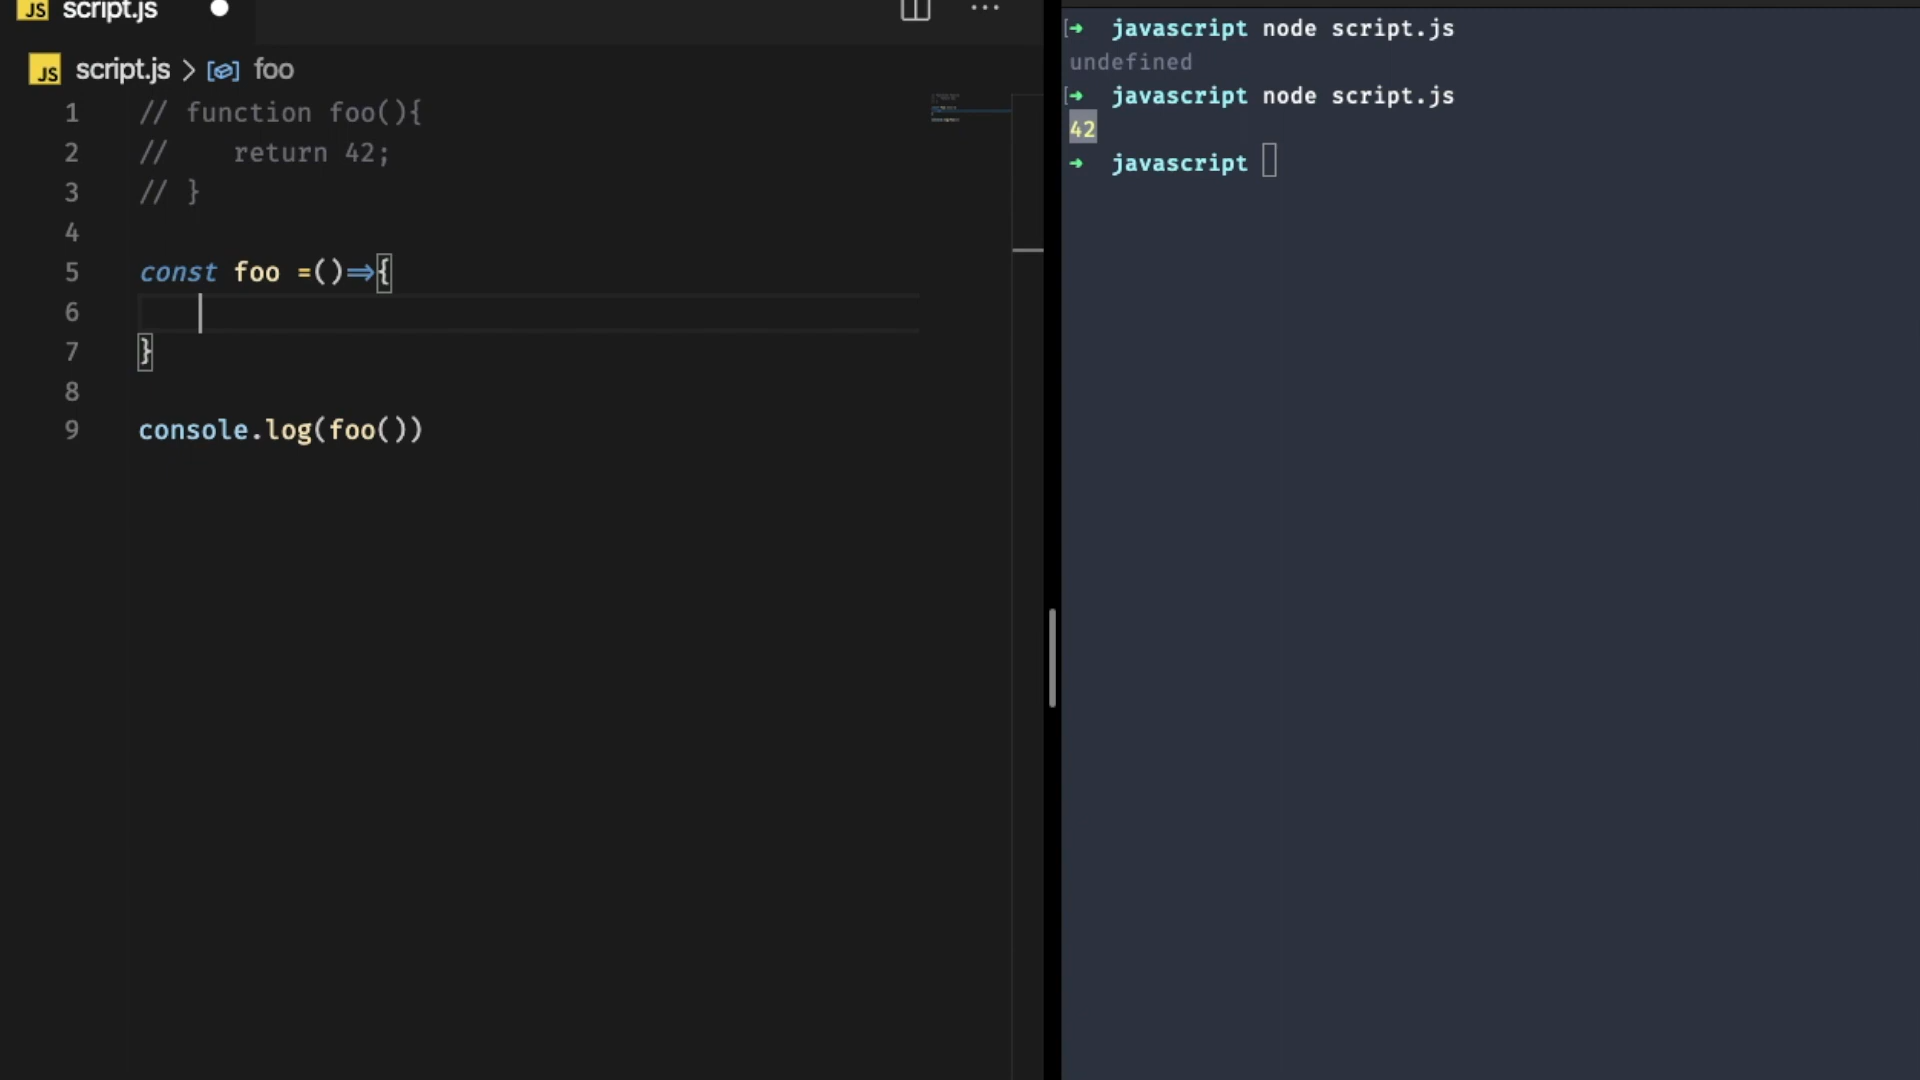 JS script.js
JS script.js > foo
1 // function foo(){
2 //    return 42;
3 // }
4
5 const foo =()=>{
6
7 }
8
9 console.log(foo())
[➜ javascript node script.js
undefined
[➜ javascript node script.js
42
➜ javascript